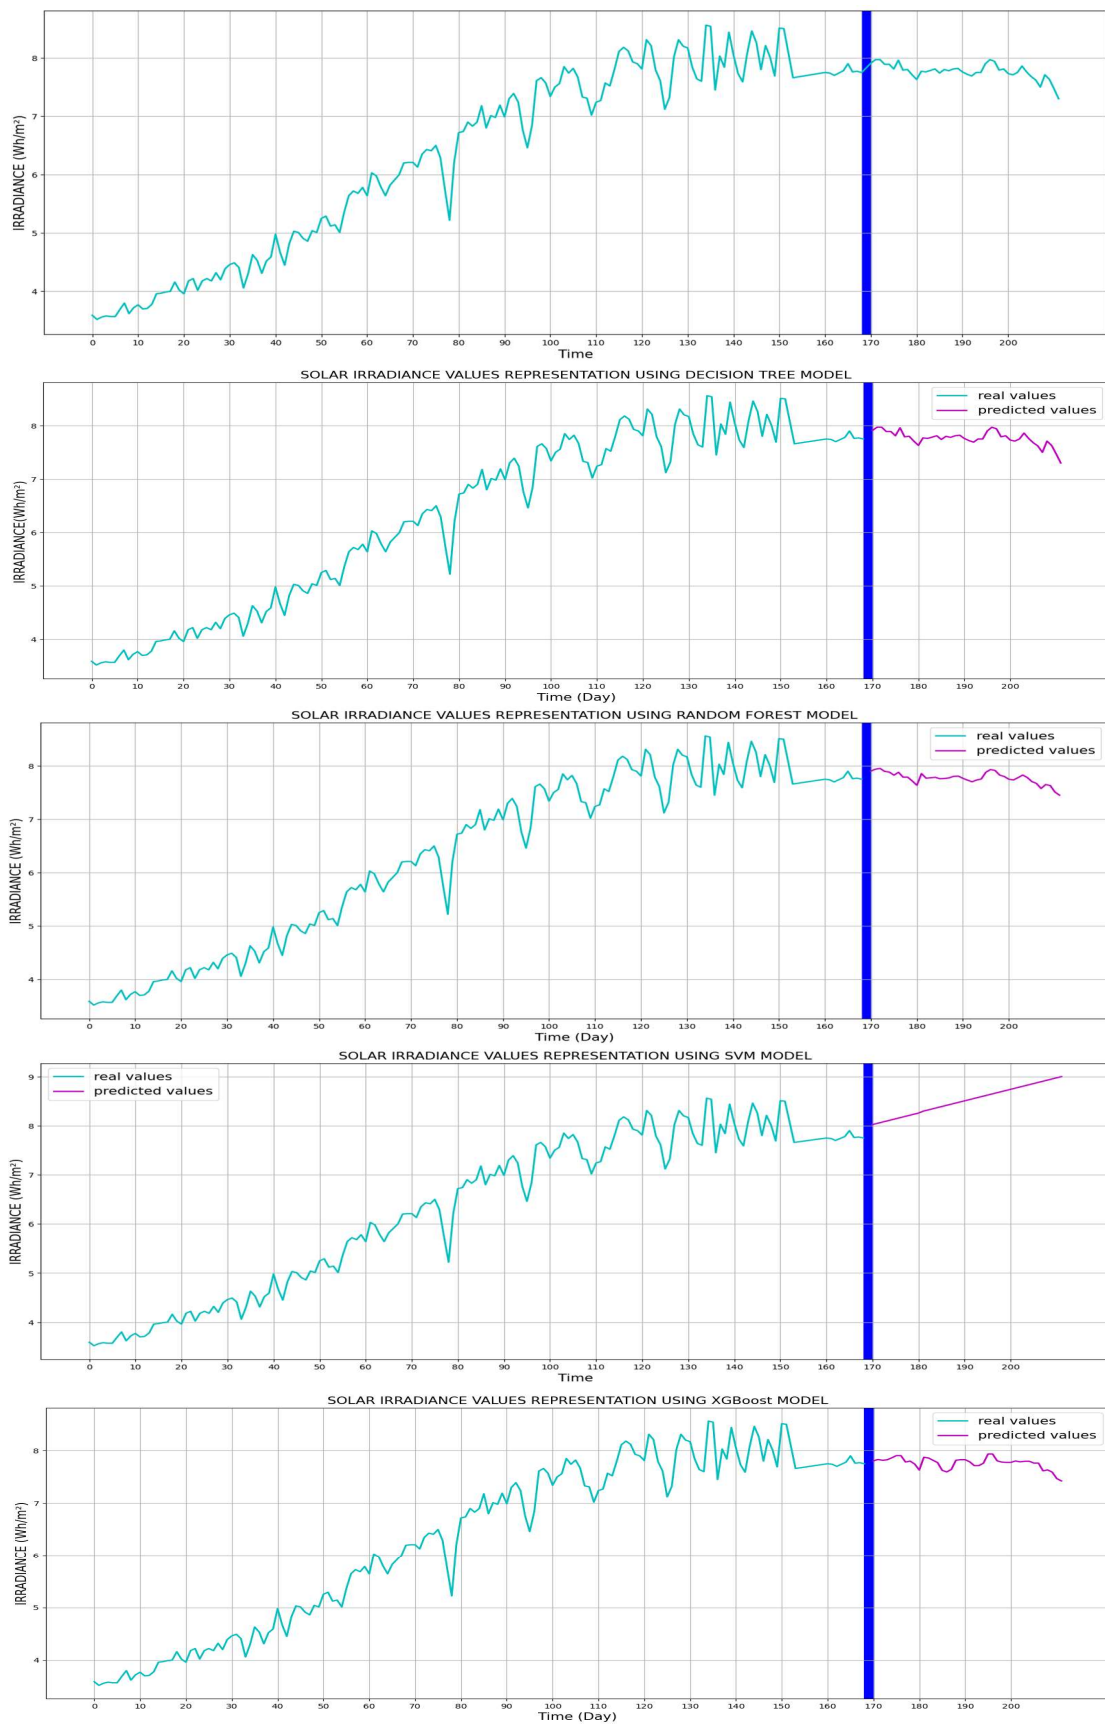 8
7
6
5
4
IRRADIANCE (Wh/m²)
0 10 20 30 40 50 60 70 80 90 100 110 120 130 140 150 160 170 180 190 200
Time
SOLAR IRRADIANCE VALUES REPRESENTATION USING DECISION TREE MODEL
real values
predicted values
8
7
6
5
4
IRRADIANCE(Wh/m²)
0 10 20 30 40 50 60 70 80 90 100 110 120 130 140 150 160 170 180 190 200
Time (Day)
SOLAR IRRADIANCE VALUES REPRESENTATION USING RANDOM FOREST MODEL
real values
predicted values
8
7
6
5
4
IRRADIANCE (Wh/m²)
0 10 20 30 40 50 60 70 80 90 100 110 120 130 140 150 160 170 180 190 200
Time (Day)
SOLAR IRRADIANCE VALUES REPRESENTATION USING SVM MODEL
real values
predicted values
9
8
7
6
5
4
IRRADIANCE (Wh/m²)
0 10 20 30 40 50 60 70 80 90 100 110 120 130 140 150 160 170 180 190 200
Time
SOLAR IRRADIANCE VALUES REPRESENTATION USING XGBoost MODEL
real values
predicted values
8
7
6
5
4
IRRADIANCE (Wh/m²)
0 10 20 30 40 50 60 70 80 90 100 110 120 130 140 150 160 170 180 190 200
Time (Day)